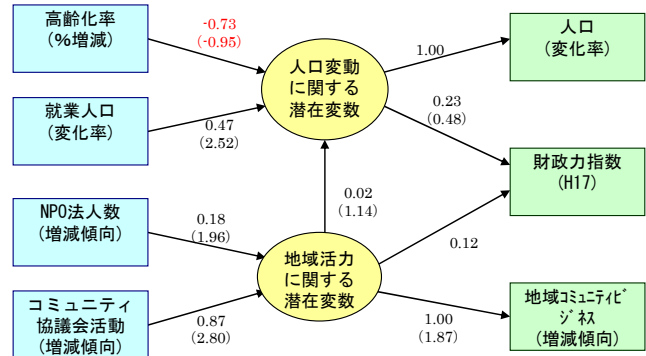 高齢化率
(%増減)
-0.73
(-0.95)
就業人口
(変化率)
0.47
(2.52)
人口変動
に関する
潜在変数
1.00
人口
(変化率)
0.23
(0.48)
財政力指数
(H17)
0.02
(1.14)
NPO法人数
(増減傾向)
0.18
(1.96)
コミュニティ
協議会活動
(増減傾向)
0.87
(2.80)
地域活力
に関する
潜在変数
0.12
1.00
(1.87)
地域ｺﾐｭﾆﾃｨﾋﾞ
ｼﾞﾈｽ
(増減傾向)